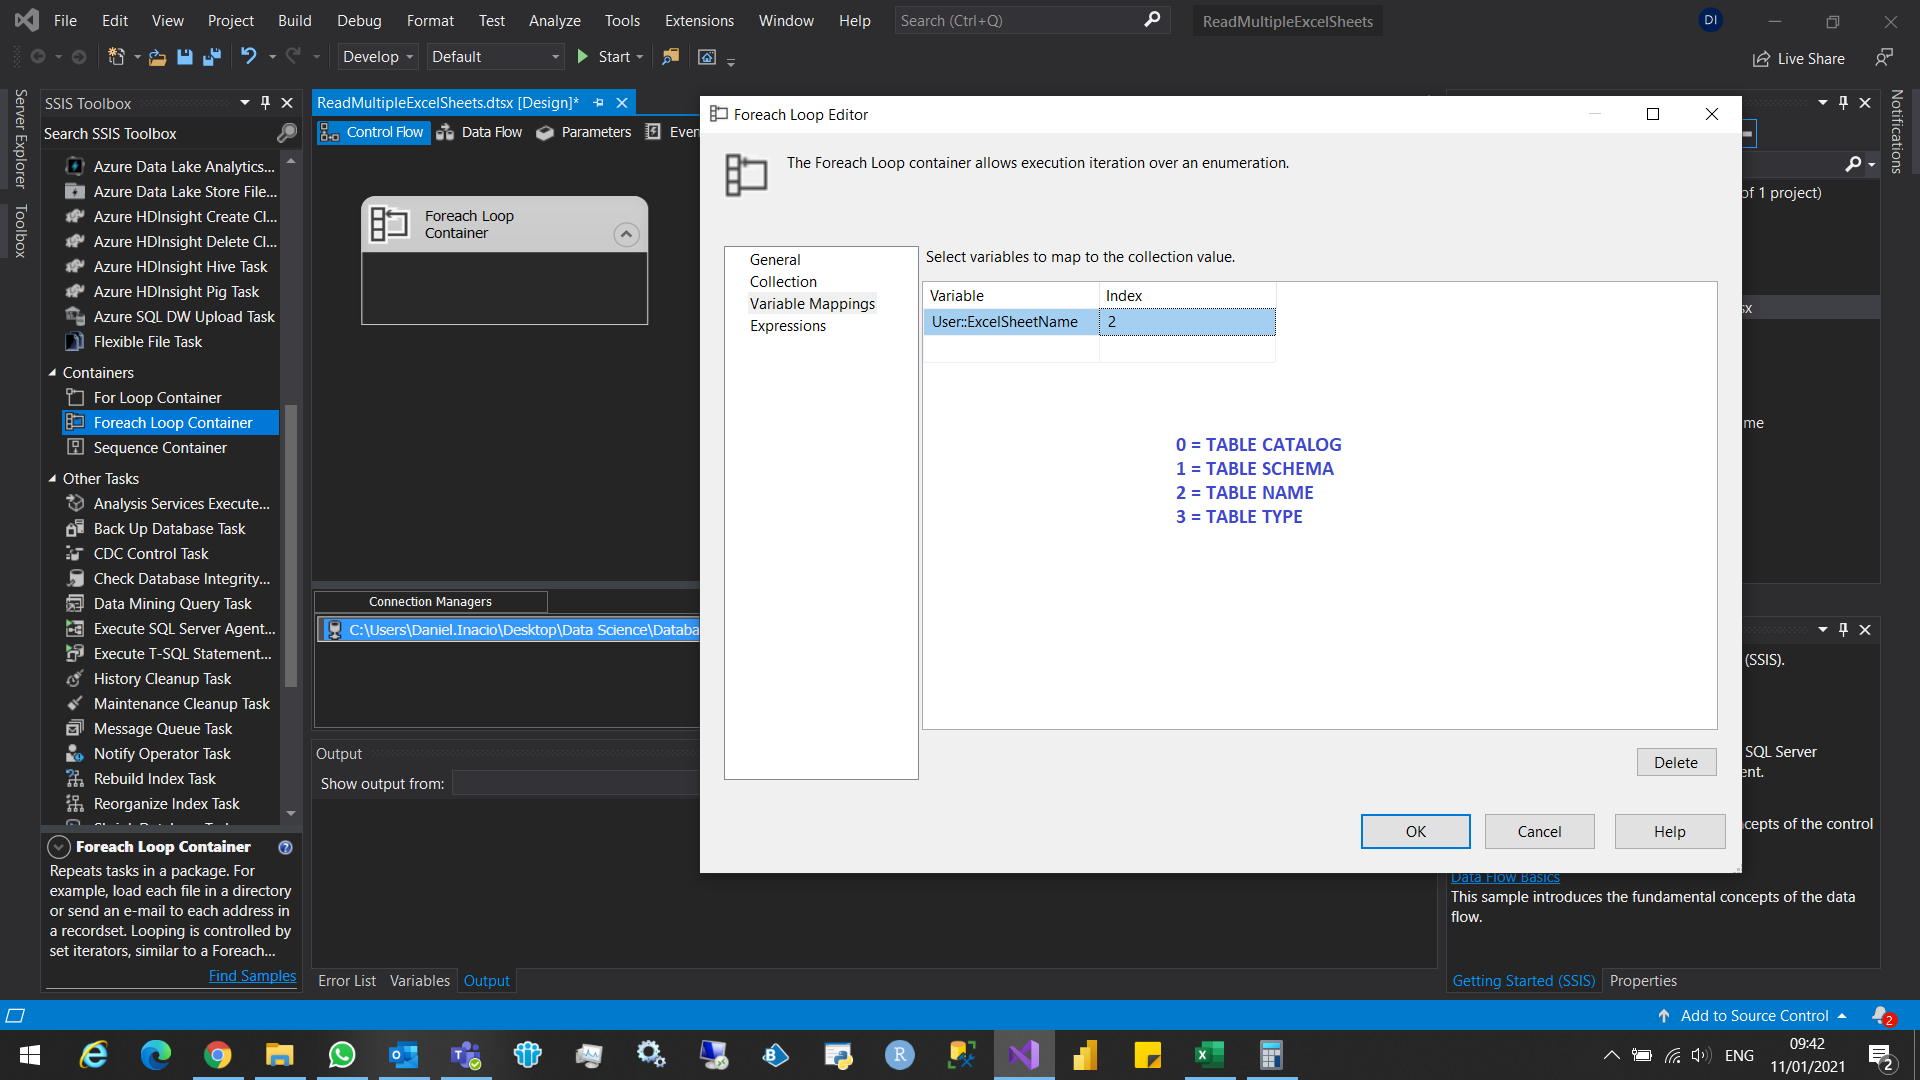 File Edit View Project Build Debug Format Test Analyze Tools Extensions Window Help Search (Ctrl+Q) ReadMultipleExcelSheets DI
Develop Default Start Live Share
Server Explorer
Toolbox
SSIS Toolbox
Search SSIS Toolbox
Azure Data Lake Analytics...
Azure Data Lake Store File...
Azure HDInsight Create Cl...
Azure HDInsight Delete Cl...
Azure HDInsight Hive Task
Azure HDInsight Pig Task
Azure SQL DW Upload Task
Flexible File Task
Containers
For Loop Container
Foreach Loop Container
Sequence Container
Other Tasks
Analysis Services Execute...
Back Up Database Task
CDC Control Task
Check Database Integrity...
Data Mining Query Task
Execute SQL Server Agent...
Execute T-SQL Statement...
History Cleanup Task
Maintenance Cleanup Task
Message Queue Task
Notify Operator Task
Rebuild Index Task
Reorganize Index Task
Foreach Loop Container
Repeats tasks in a package. For
example, load each file in a directory
or send an e-mail to each address in
a recordset. Looping is controlled by
set iterators, similar to a Foreach...
Find Samples
ReadMultipleExcelSheets.dtsx [Design]*
Control Flow Data Flow Parameters Even
Foreach Loop
Container
Connection Managers
C:\Users\Daniel.Inacio\Desktop\Data Science\Databa
Output
Show output from:
Error List Variables Output
Foreach Loop Editor
The Foreach Loop container allows execution iteration over an enumeration.
General
Collection
Variable Mappings
Expressions
Select variables to map to the collection value.
Variable Index
User::ExcelSheetName 2
0 = TABLE CATALOG
1 = TABLE SCHEMA
2 = TABLE NAME
3 = TABLE TYPE
Delete
OK Cancel Help
Notifications
of 1 project)
sx
me
(SSIS).
SQL Server
ent.
cepts of the control
Data Flow Basics
This sample introduces the fundamental concepts of the data
flow.
Getting Started (SSIS) Properties
Add to Source Control 2
ENG
09:42
11/01/2021
2